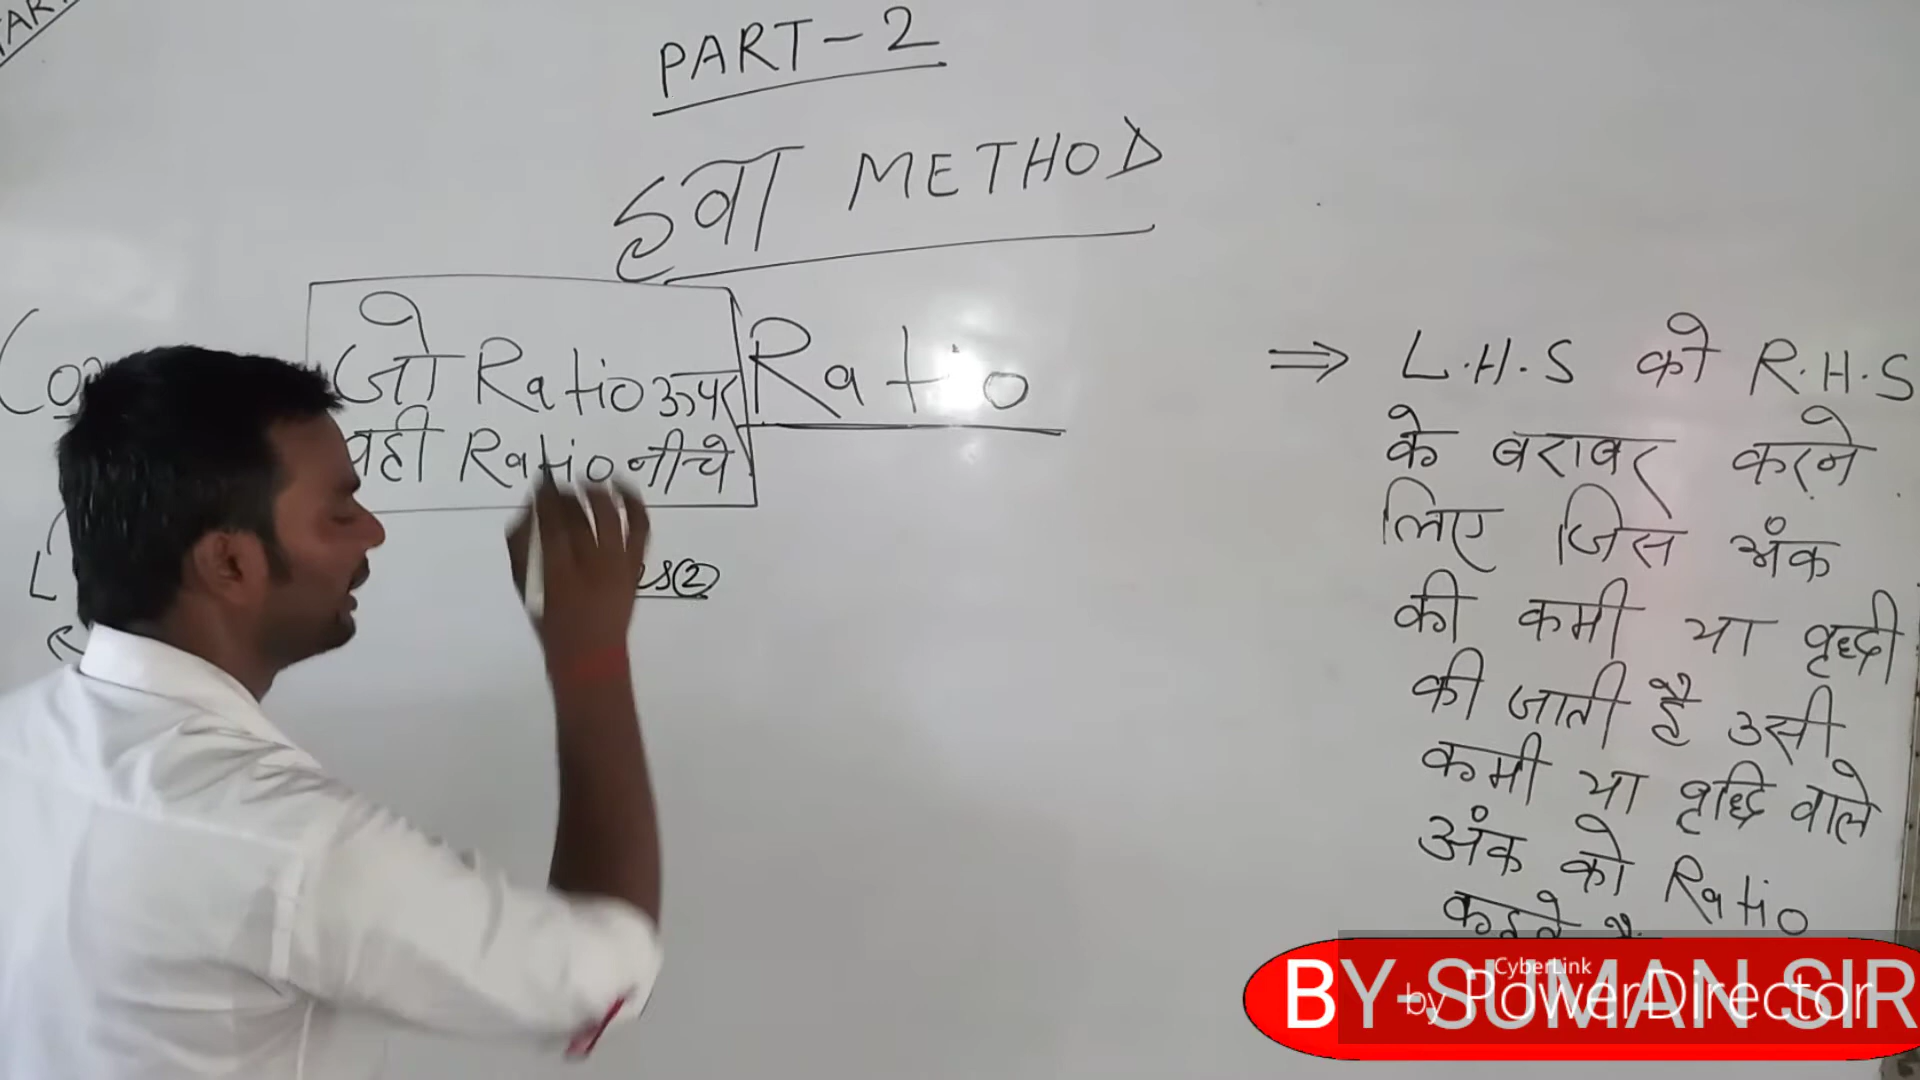 PART-2
हवा METHOD
जो Ratio ऊपर
वही Ratio नीचे
Ratio
⇒ L.H.S को R.H.S
के बराबर करने
लिए जिस अंक
की कमी या वृद्धी
की जाती है उसी
कमी या वृद्धि वाले
अंक को Ratio
कहते है
BY-SUMAN SIR
CyberLink
by PowerDirector